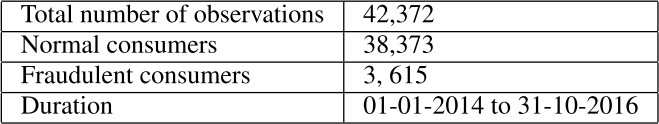 Total number of observations 42,372
Normal consumers 38,373
Fraudulent consumers 3, 615
Duration 01-01-2014 to 31-10-2016